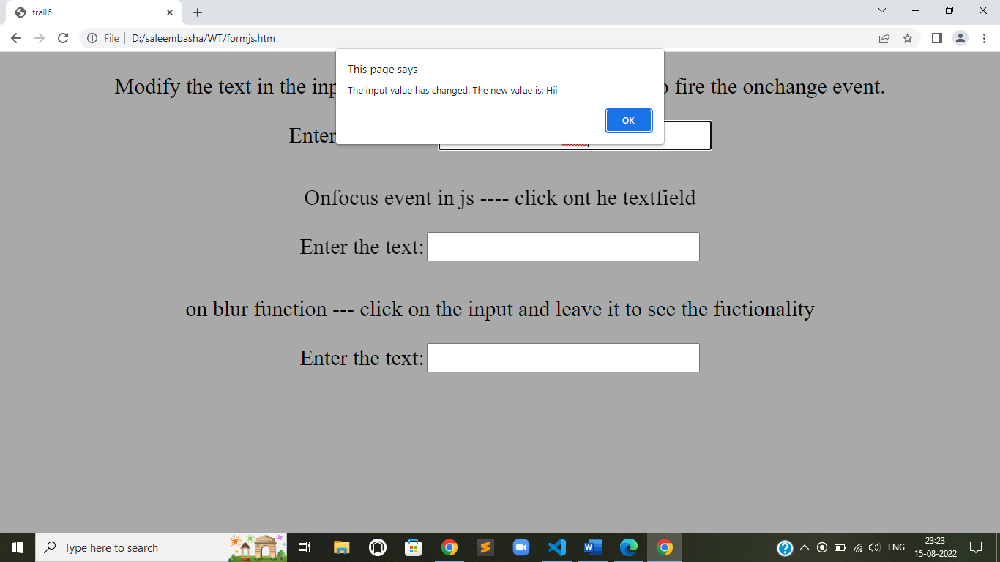 trail6
File D:/saleembasha/WT/formjs.htm
This page says
The input value has changed. The new value is: Hii
OK
Modify the text in the inp
fire the onchange event.
Enter
Onfocus event in js ---- click ont he textfield
Enter the text:
on blur function --- click on the input and leave it to see the fuctionality
Enter the text:
Type here to search
ENG
23:23
15-08-2022